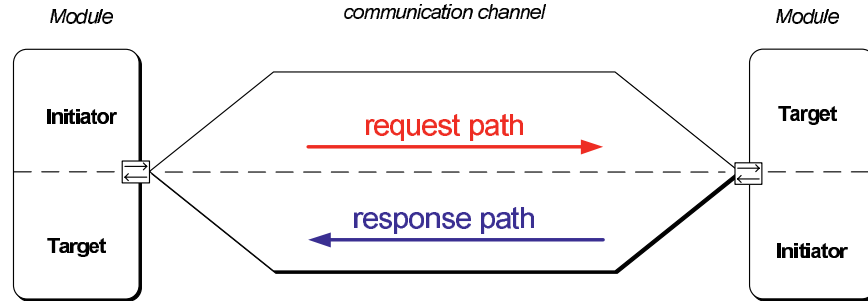 Module
communication channel
Module
Initiator
request path
Target
Target
response path
Initiator